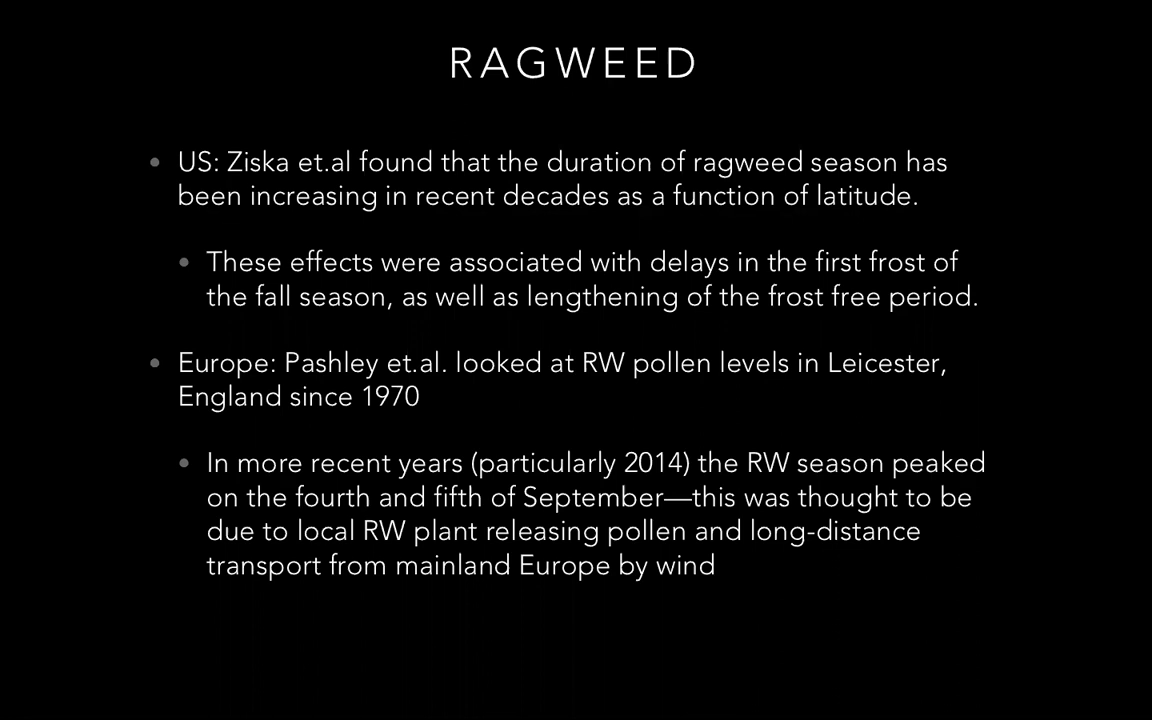 RAGWEED
• US: Ziska et.al found that the duration of ragweed season has
been increasing in recent decades as a function of latitude.
• These effects were associated with delays in the first frost of
the fall season, as well as lengthening of the frost free period.
• Europe: Pashley et.al. looked at RW pollen levels in Leicester,
England since 1970
• In more recent years (particularly 2014) the RW season peaked
on the fourth and fifth of September—this was thought to be
due to local RW plant releasing pollen and long-distance
transport from mainland Europe by wind